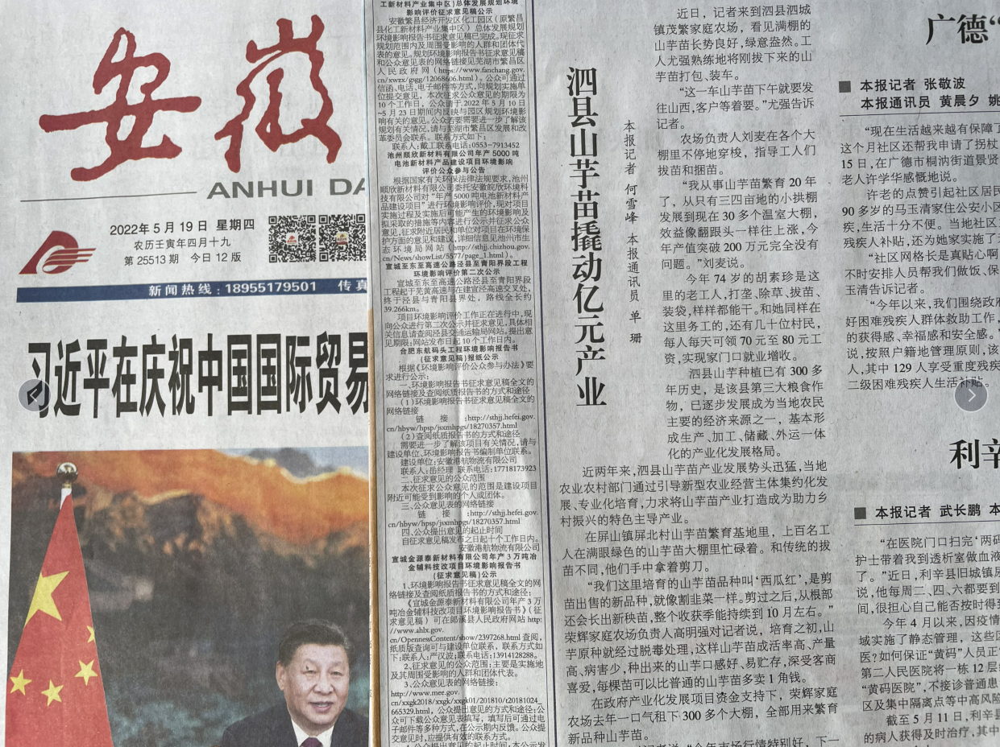 安徽
ANHUI DA
2022年5月19日 星期四
农历壬寅年四月十九
第25513期 今日12版
新闻热线：18955179501 传真
习近平在庆祝中国国际贸易
工新材料产业集中区）总体发展规划环境
影响评价征求意见稿公示
安徽繁昌经济开发区化工园区（原繁昌
县化工新材料产业集中区）总体发展规划
环境影响报告书征求意见稿已完成。现征求
规划范围内及周围受影响的人群和团体代
表的意见。规划环境影响报告书征求意见稿
和公众意见表的网络链接见芜湖市繁昌区
人民政府网（https://www.fanchang.gov.
cn/xwzx/gsgg/12068606.html）。公众可通过
信函、电话、电子邮件等方式，向规划实施单
位提交意见，本次征求公众意见的期限为
10个工作日，公众请于2022年5月10日
~5月23日期间内反映与园区规划环境影
响有关的意见。公众若要需要进一步了解该
规划有关情况，请与芜湖市繁昌区发展和改
革委员会联系。联系方式如下：
联系人：戴工联系电话：0553-7913452
池州顺欣新材料有限公司年产5000吨
电池新材料产品建设项目环境影响
评价公众参与公告
根据国家有关环保法律法规要求，池州
顺欣新材料有限公司委托安徽皖欣环境科
技有限公司对“年产5000吨电池新材料产
品建设项目”进行环境影响评价，现对项目
实施过程及实施后可能产生的环境影响及
拟采取的措施等内容进行公示并征求公众
意见，征求附近居民和单位对项目在环境保
护方面的意见和建议，详细信息见池州市生
态环境局网站（http://sthjj.chizhou.gov.
cn/News/showList/5577/page_1.html）。
宣城至东至高速公路泾县至青阳界段工程
环境影响评价第二次公示
宣城至东至高速公路泾县至青阳界段
工程起于芜黄高速与在建宣泾高速交叉处，
终于泾县与青阳县界处，路线全长约
39.266km。
项目环境影响评价工作正在进行中，现
向公众进行第二次公示并征求意见，具体相
关信息请查阅泾县交通运输局网站。提出意
见期限：网站发布日起10个工作日内。
合肥东航码头工程环境影响报告书
（征求意见稿）报纸公示
根据《环境影响评价公众参与办法》要
求进行公示：
一、环境影响报告书征求意见稿全文的
网络链接及查阅纸质报告书的方式和途径
（1）环境影响报告书征求意见稿全文的
网络链接
链接:http://sthjj.hefei.gov.
cn/hbyw/hpsp/jsxmhpgs/18270357.html
（2）查阅纸质报告书的方式和途径
需要进一步了解该项目有关情况，请与
建设单位、环境影响报告书编制单位联系。
建设单位：安徽港航物流有限公司
联系人：岳经理 联系电话：17718173923
二、征求意见的公众范围
本次征求公众意见的范围是建设项目
附近可能受到影响的个人或团体。
三、公众意见表的网络链接
链接:http://sthjj.hefei.gov.
cn/hbyw/hpsp/jsxmhpgs/18270357.html
四、公众提出意见的起止时间
自征求意见稿发布之日起十个工作日内。
安徽港航物流有限公司
宣城金源泰新材料有限公司年产3万吨冶
金辅料技改项目环境影响报告书
（征求意见稿）公示
1、环境影响报告书征求意见稿全文的网
络链接及查阅纸质报告书的方式和途径：
《宣城金源泰新材料有限公司年产3万
吨冶金辅料技改项目环境影响报告书》（征
求意见稿）可在郎溪县人民政府网站http:
//www.ahlx.gov.
cn/OpennessContent/show/2397268.html查阅，
纸质版查询可与建设单位联系，联系方式如
下：联系人：严汉波；联系电话：13914128288。
2、征求意见的公众范围：主要是实施地
及其周围受影响的人群和团体代表。
3、公众意见表的网络链接：
http://www.mee.gov.
cn/xxgk2018/xxgk/xxgk01/201810/t20181024_
665329.html，公众提出意见的方式和途径：公
众可下载公众意见表填写，填写后可通过电
子邮件等多种方式，在公示期内反馈。公众提
交意见时，应提供有效的联系方式。
泗县山芋苗撬动亿元产业
本报记者 何雪峰 本报通讯员 单珊
近日，记者来到泗县泗城
镇茂繁家庭农场，看见满棚的
山芋苗长势良好，绿意盎然。工
人尤强熟练地将刚拔下来的山
芋苗打包、装车。
“这一车山芋苗下午就要发
往山西，客户等着要。”尤强告诉
记者。
农场负责人刘麦在各个大
棚里不停地穿梭，指导工人们
拔苗和捆苗。
“我从事山芋苗繁育20年
了，从只有三四亩地的小拱棚
发展到现在30多个温室大棚，
效益像翻跟头一样往上涨，今
年产值突破200万元完全没有
问题。”刘麦说。
今年74岁的胡素珍是这
里的老工人，打垄、除草、拔苗、
装袋，样样都能干。和她同样在
这里务工的，还有几十位村民，
每人每天可领70元至80元工
资，实现家门口就业增收。
泗县山芋种植已有300多
年历史，是该县第三大粮食作
物，已逐步发展成为当地农民
主要的经济来源之一，基本形
成生产、加工、储藏、外运一体
化的产业化发展格局。
近两年来，泗县山芋苗产业发展势头迅猛，当地
农业农村部门通过引导新型农业经营主体集约化发
展、专业化培育，力求将山芋苗产业打造成为助力乡
村振兴的特色主导产业。
在屏山镇屏北村山芋苗繁育基地里，上百名工
人在满眼绿色的山芋苗大棚里忙碌着。和传统的拔
苗不同，他们手中拿着剪刀。
“我们这里培育的山芋苗品种叫‘西瓜红’，是剪
苗出售的新品种，就像割韭菜一样。剪过之后，从根部
还会长出新秧苗，整个收获季能持续到10月左右。”
荣辉家庭农场负责人高明强对记者说，培育之初，山
芋原种就经过脱毒处理，这样山芋苗成活率高、产量
高、病害少，种出来的山芋口感好、易贮存，深受客商
喜爱，每棵苗可以比普通的山芋苗多卖1角钱。
在政府产业化发展项目资金支持下，荣辉家庭
农场去年一口气租下300多个大棚，全部用来繁育
新品种山芋苗。
广德“
本报记者 张敬波
本报通讯员 黄晨夕 姚
“现在生活越来越有保障了
这个月社区还帮我申请了拐杖
15日，在广德市桐汭街道景贤
老人许学华感慨地说。
许老的点赞引起社区居民
90多岁的马玉清家住公安小区
疾，生活十分不便。当地社区
残疾人补贴，还为她家实施了
“社区网格长是真贴心啊
不时安排人员帮我们做饭、保
玉清告诉记者。
“今年以来，我们围绕政府
好困难残疾人群体救助工作，
的获得感、幸福感和安全感。”
说，按照户籍地管理原则，该
人，其中129人享受重度残疾
二级困难残疾人生活补贴。
利辛
本报记者 武长鹏 本
“在医院门口扫完‘两码
护士带着我到透析室做血液
了。”近日，利辛县旧城镇
说，他每周二、四、六都要到
间，很担心自己能否按时得到
今年4月以来，因疫情
域实施了静态管理，这些
医？如何保证“黄码”人员正
第二人民医院将一栋12层
“黄码医院”，不接诊普通患
区及集中隔离点等中高风险
截至5月11日，利辛县
的病人获得及时治疗，其中